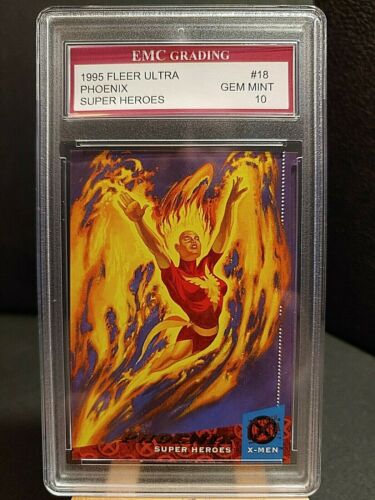 EMC GRADING
1995 FLEER ULTRA #18
PHOENIX GEM MINT
SUPER HEROES 10
PHOENIX
SUPER HEROES X-MEN